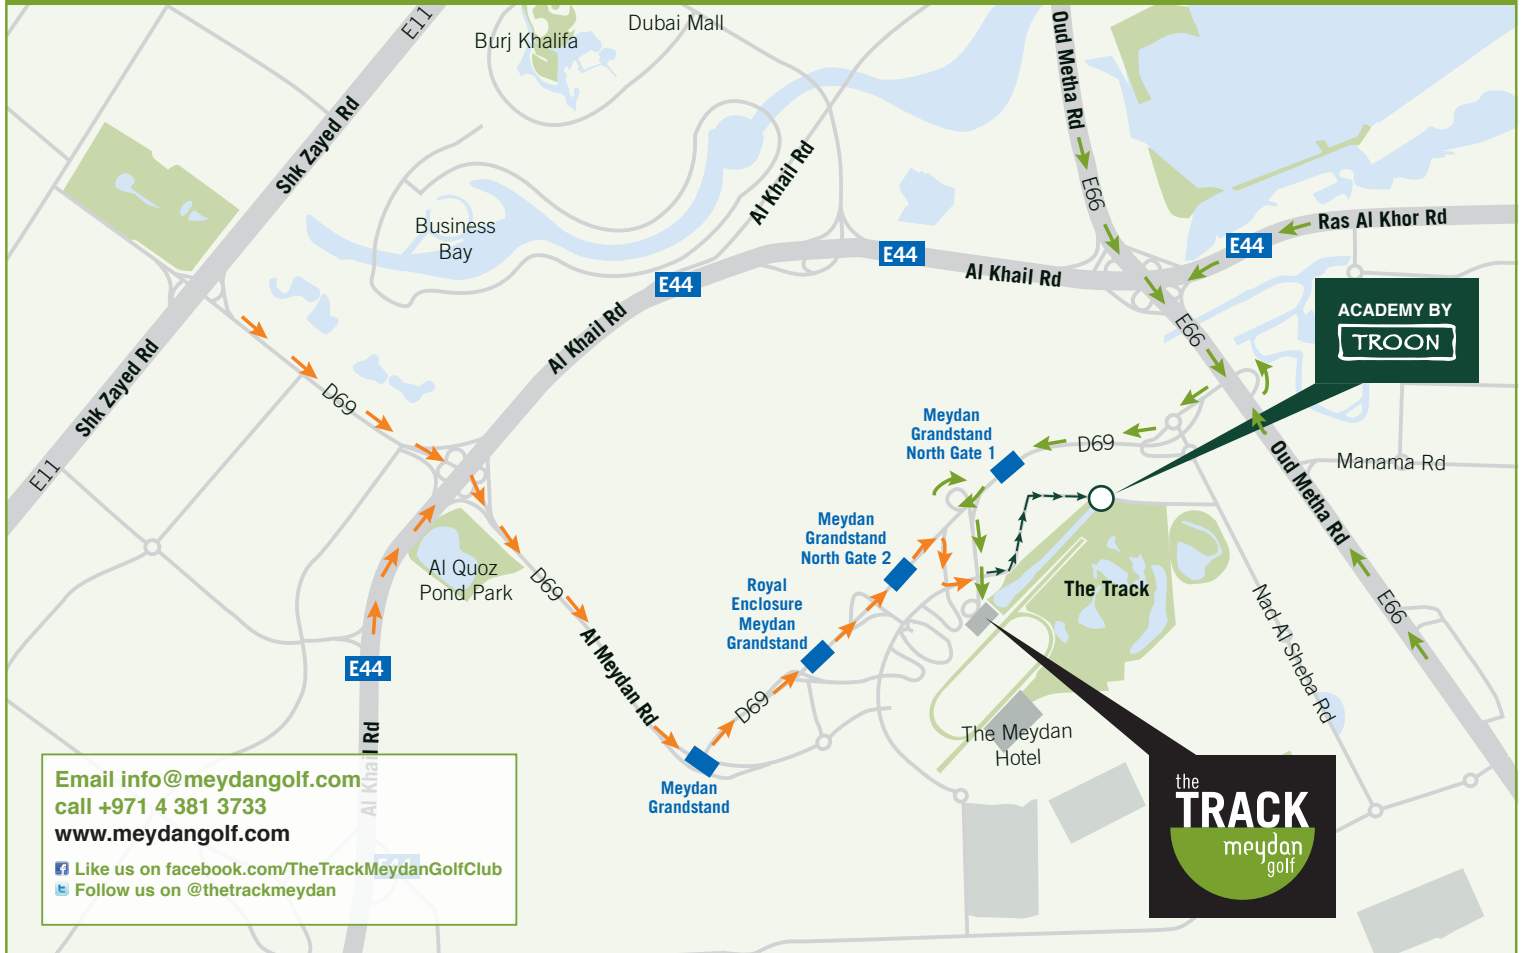 E11
Burj Khalifa
Dubai Mall
Oud Metha Rd
Shk Zayed Rd
Al Khail Rd
E66
Business
Bay
Ras Al Khor Rd
E44
E44
Al Khail Rd
E44
Al Khail Rd
E66
ACADEMY BY
TROON
Shk Zayed Rd
D69
Meydan
Grandstand
North Gate 1
D69
E11
Manama Rd
Oud Metha Rd
Meydan
Grandstand
North Gate 2
Al Quoz
Pond Park
D69
Royal
Enclosure
Meydan
Grandstand
The Track
Nad Al Sheba Rd
E66
E44
Al Meydan Rd
D69
The Meydan
Hotel
Al Khail Rd
Meydan
Grandstand
E44
Email info@meydangolf.com
call +971 4 381 3733
www.meydangolf.com
Like us on facebook.com/TheTrackMeydanGolfClub
Follow us on @thetrackmeydan
the
TRACK
meydan
golf